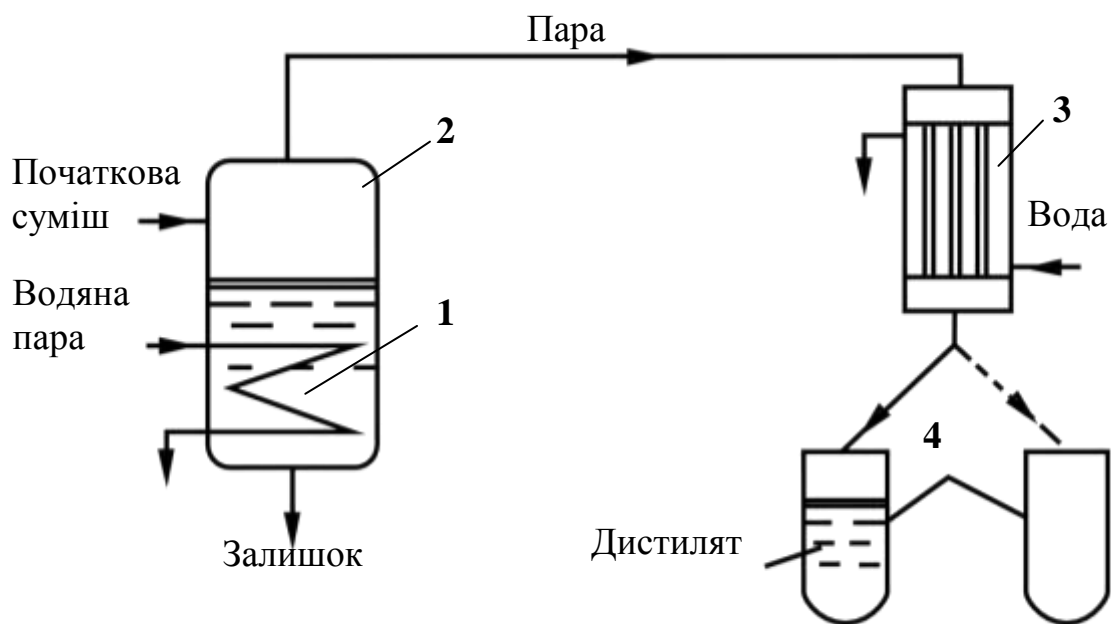 Пара
2
3
Початкова
суміш
Вода
Водяна
пара
1
4
Дистилят
Залишок